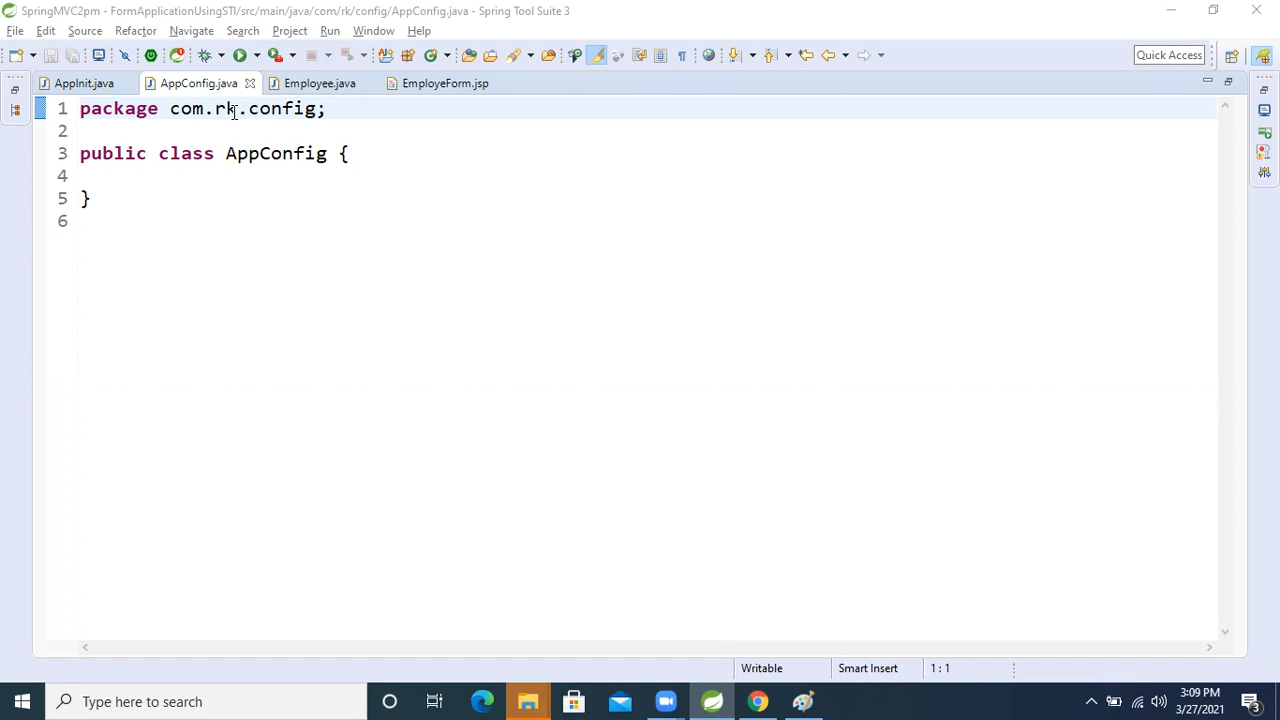 SpringMVC2pm - FormApplicationUsingSTI/src/main/java/com/rk/config/AppConfig.java - Spring Tool Suite 3
File Edit Source Refactor Navigate Search Project Run Window Help
Quick Access
AppInit.java AppConfig.java Employee.java EmployeForm.jsp
1 package com.rk.config;
2
3 public class AppConfig {
4
5 }
6
Writable Smart Insert 1 : 1
Type here to search
3:09 PM
3/27/2021
3